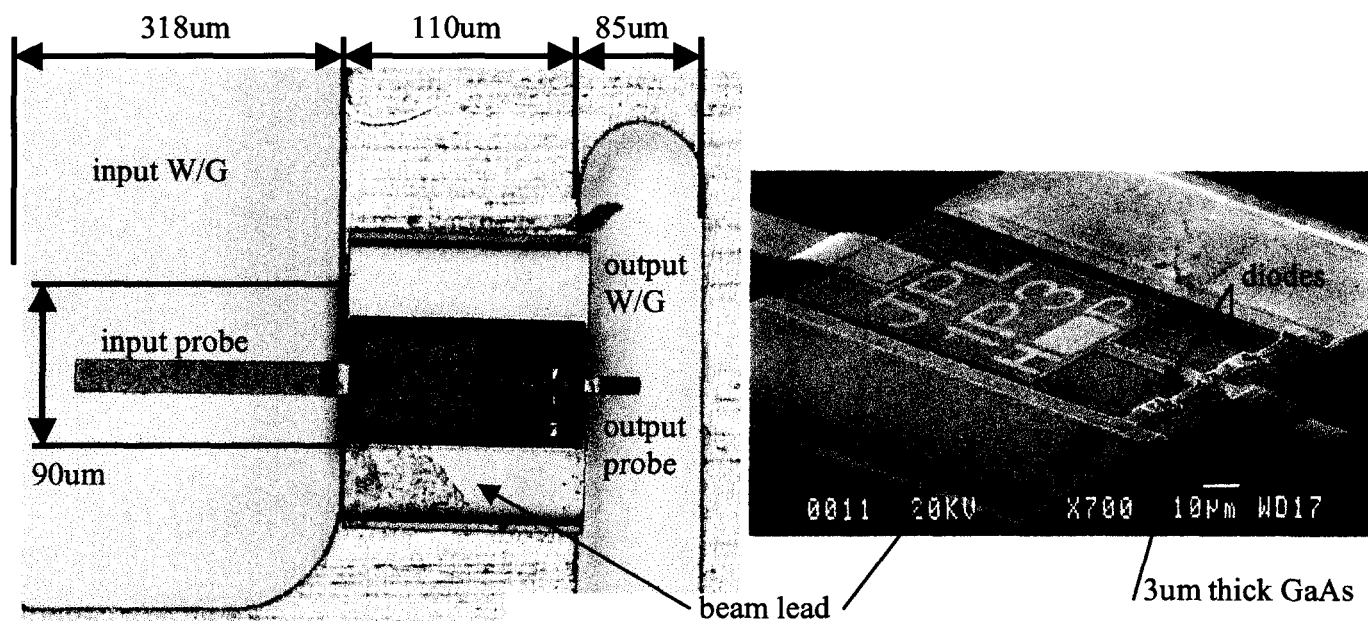 318um
110um
85um
input W/G
output
W/G
input probe
output
probe
90um
beam lead
diodes
0011 20KV X700 10µm WD17
3um thick GaAs